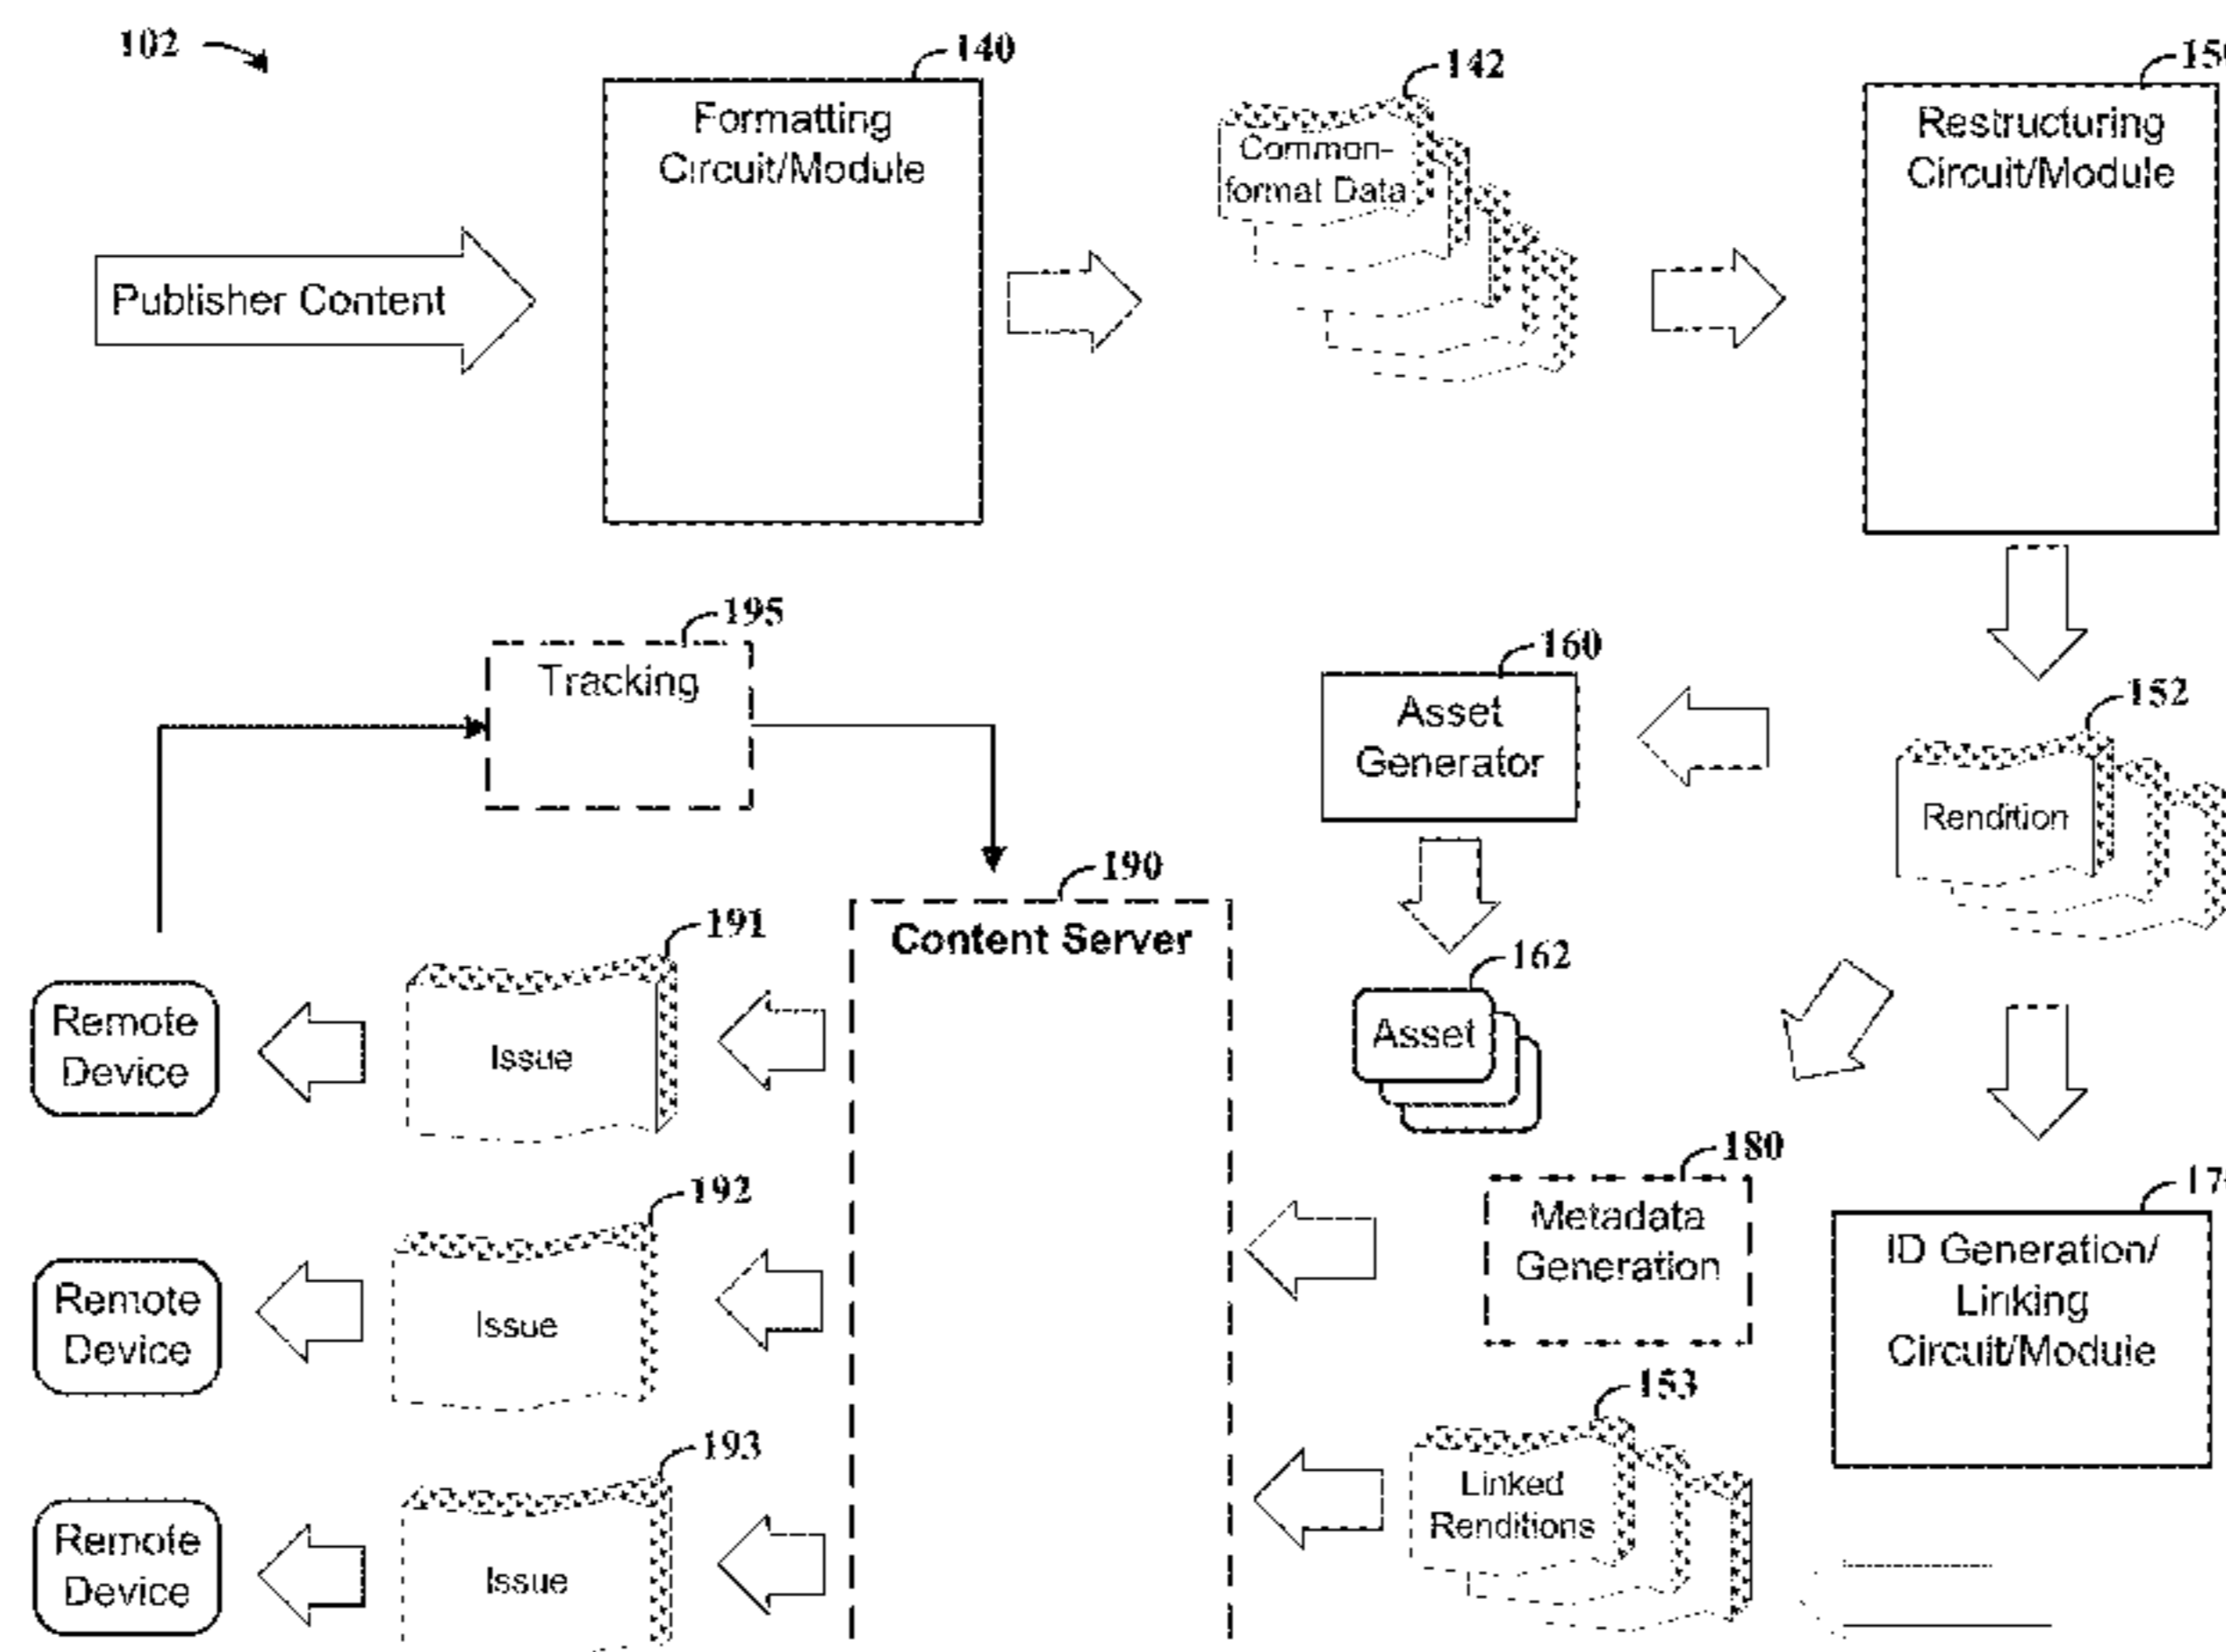 102
140
142
Formatting
Circuit/Module
Common-
format Data
Restructuring
Circuit/Module
Publisher Content
195
Tracking
160
Asset
Generator
152
Rendition
190
Content Server
191
Issue
Remote
Device
162
Asset
180
Metadata
Generation
192
Issue
Remote
Device
ID Generation/
Linking
Circuit/Module
153
Linked
Renditions
193
Issue
Remote
Device